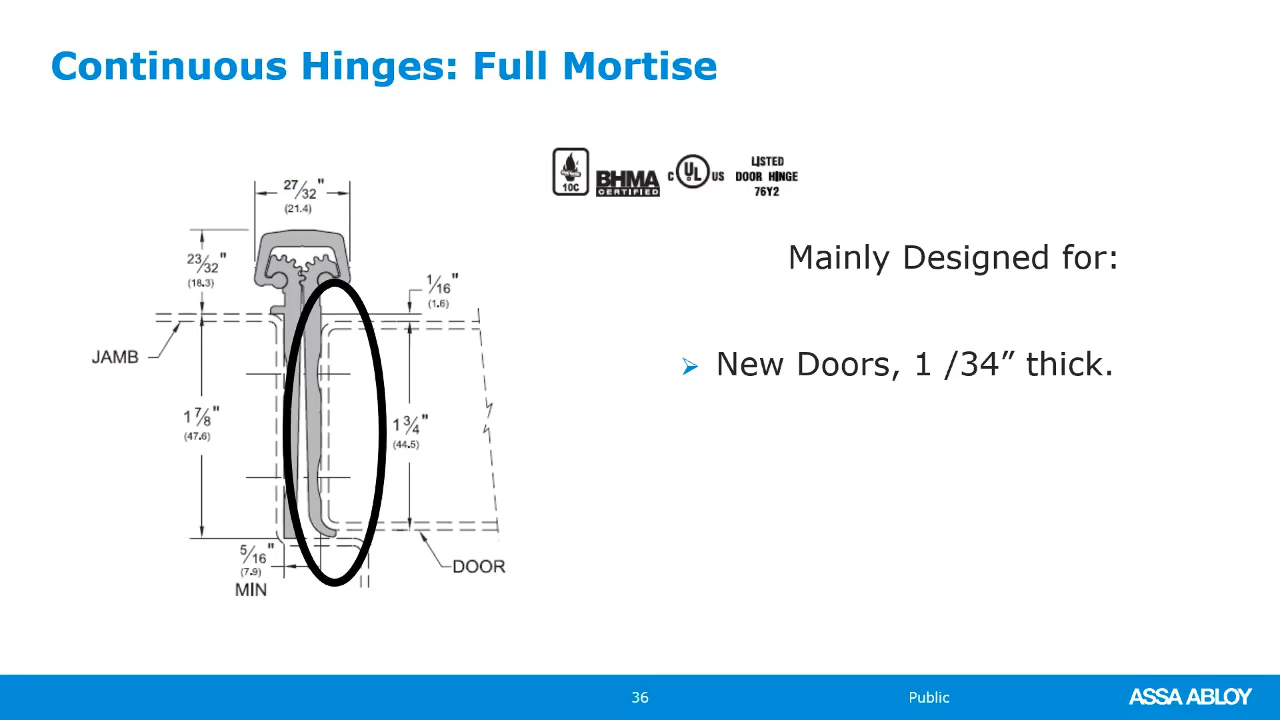 Continuous Hinges: Full Mortise
10C
BHMA
CERTIFIED
C UL US
LISTED
DOOR HINGE
76Y2
27/32"
(21.4)
23/32"
(18.3)
1/16"
(1.6)
Mainly Designed for:
JAMB
➢ New Doors, 1 /34” thick.
1 7/8"
(47.6)
1 3/4"
(44.5)
5/16"
(7.9)
MIN
DOOR
36
Public
ASSA ABLOY